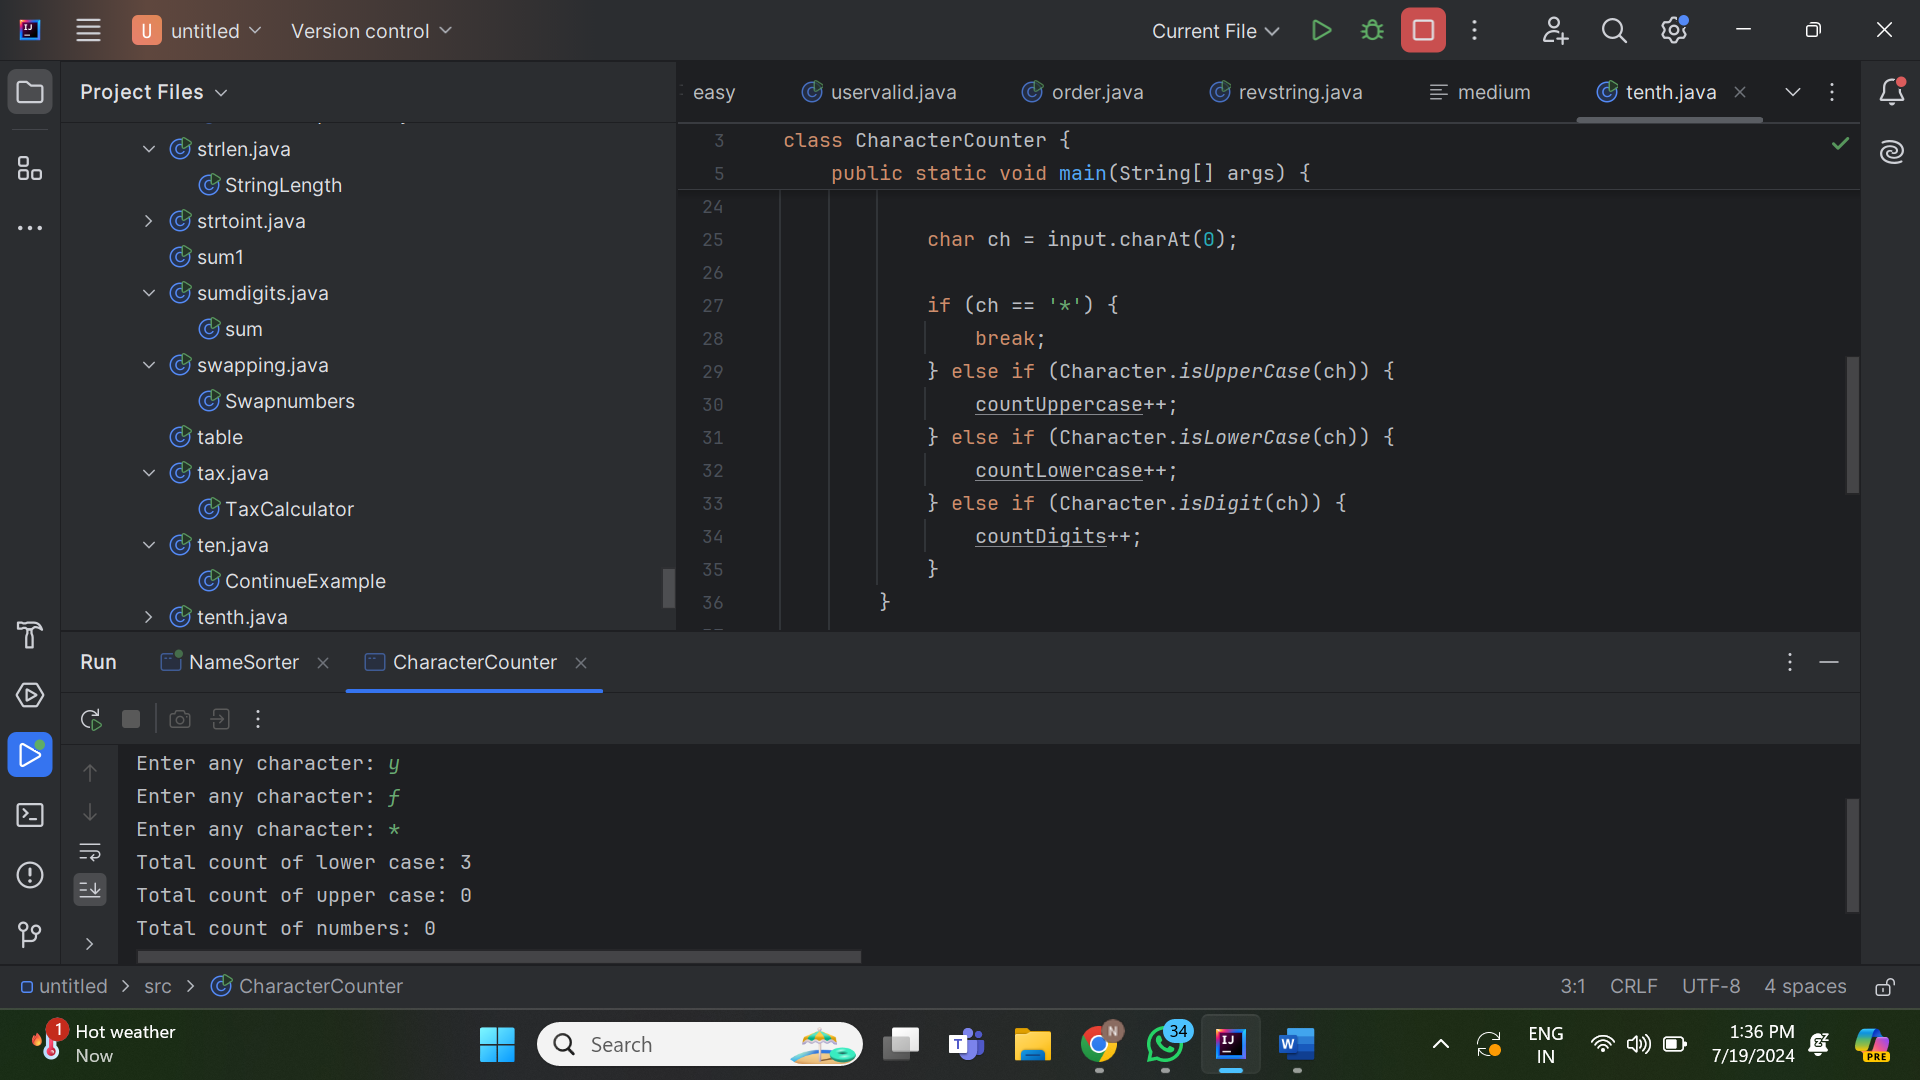 U untitled Version control Current File
Project Files
easy uservalid.java order.java revstring.java medium tenth.java
strlen.java
StringLength
strtoint.java
sum1
sumdigits.java
sum
swapping.java
Swapnumbers
table
tax.java
TaxCalculator
ten.java
ContinueExample
tenth.java
3 class CharacterCounter {
5 public static void main(String[] args) {
24
25 char ch = input.charAt(0);
26
27 if (ch == '*') {
28 break;
29 } else if (Character.isUpperCase(ch)) {
30 countUppercase++;
31 } else if (Character.isLowerCase(ch)) {
32 countLowercase++;
33 } else if (Character.isDigit(ch)) {
34 countDigits++;
35 }
36 }
Run NameSorter CharacterCounter
Enter any character: y
Enter any character: f
Enter any character: *
Total count of lower case: 3
Total count of upper case: 0
Total count of numbers: 0
untitled > src > CharacterCounter 3:1 CRLF UTF-8 4 spaces
1 Hot weather
Now
Search
T
N
34
IJ
W
ENG
IN
1:36 PM
7/19/2024
PRE